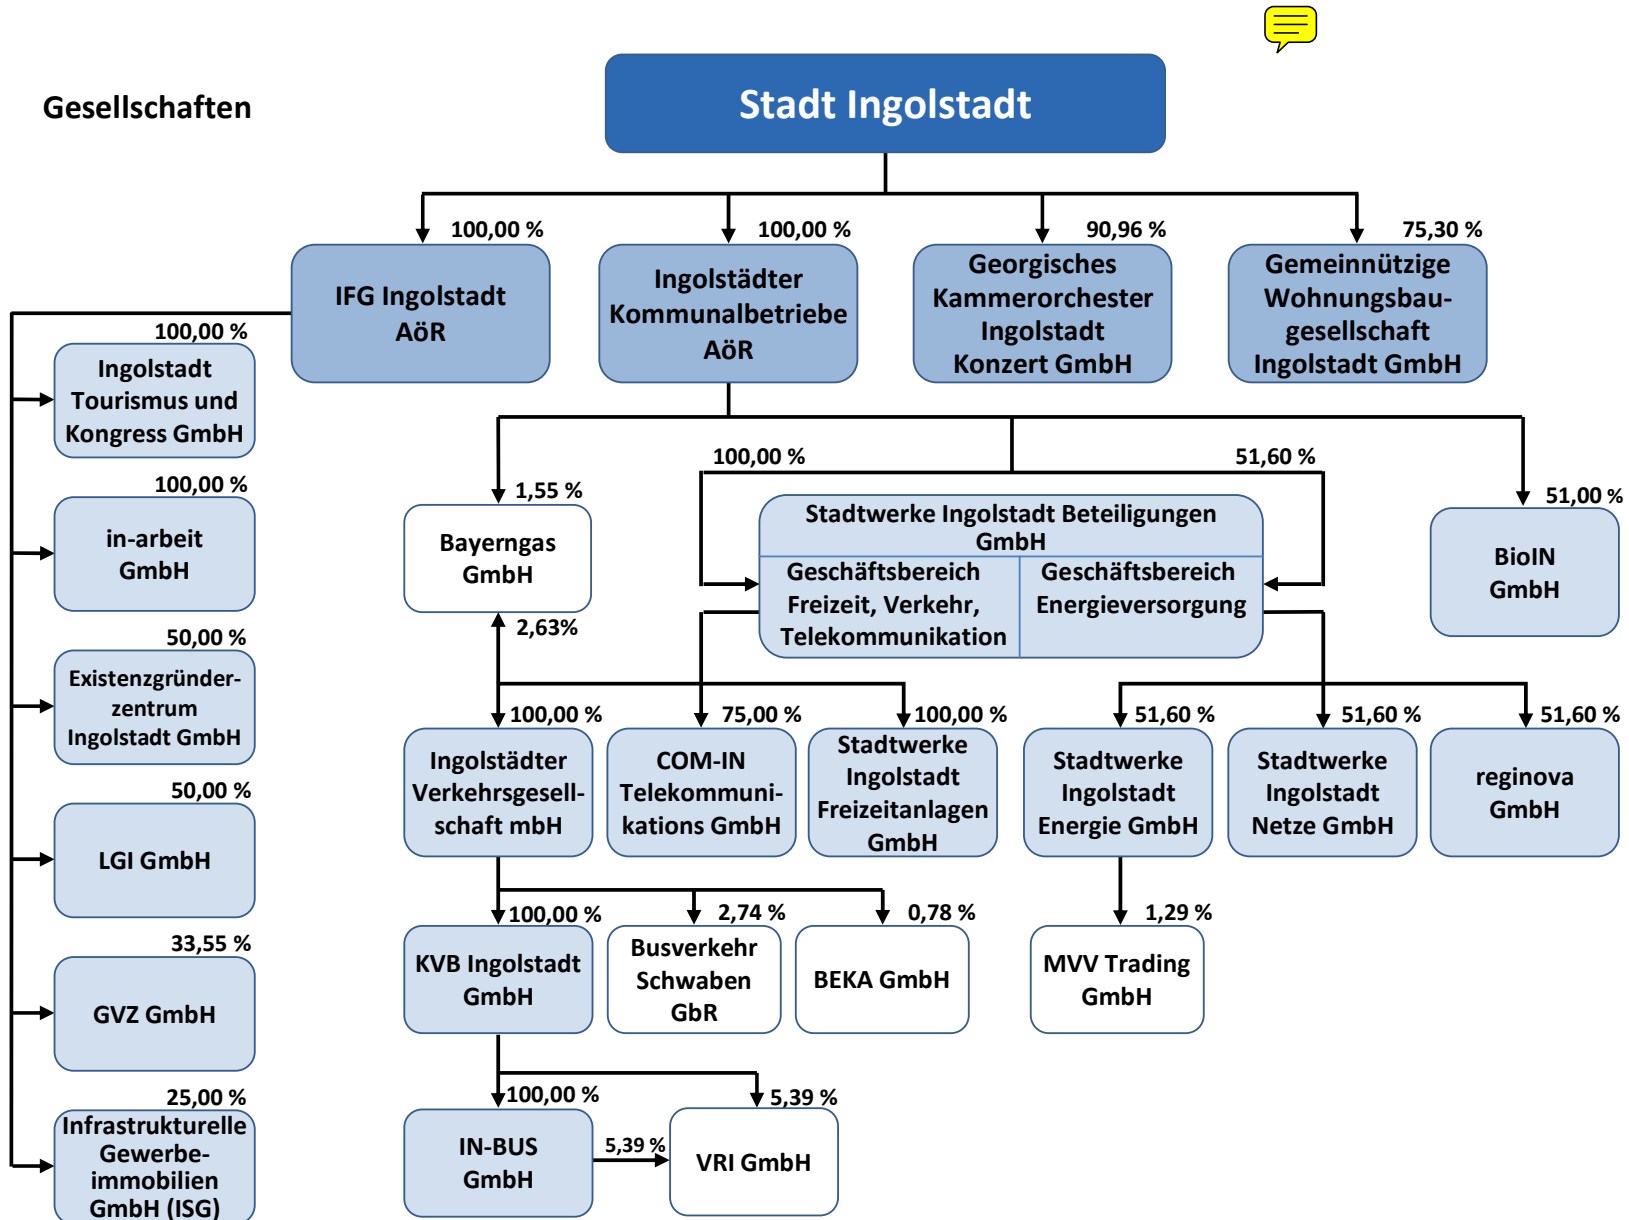 Gesellschaften
Stadt Ingolstadt
100,00 %
100,00 %
90,96 %
75,30 %
IFG Ingolstadt
AöR
Ingolstädter
Kommunalbetriebe
AöR
Georgisches
Kammerorchester
Ingolstadt
Konzert GmbH
Gemeinnützige
Wohnungsbau-
gesellschaft
Ingolstadt GmbH
100,00 %
Ingolstadt
Tourismus und
Kongress GmbH
100,00 %
in-arbeit
GmbH
50,00 %
Existenzgründer-
zentrum
Ingolstadt GmbH
50,00 %
LGI GmbH
33,55 %
GVZ GmbH
25,00 %
Infrastrukturelle
Gewerbe-
immobilien
GmbH (ISG)
1,55 %
Bayerngas
GmbH
2,63%
100,00 %
51,60 %
Stadtwerke Ingolstadt Beteiligungen
GmbH
Geschäftsbereich
Freizeit, Verkehr,
Telekommunikation
Geschäftsbereich
Energieversorgung
51,00 %
BioIN
GmbH
100,00 %
Ingolstädter
Verkehrsgesell-
schaft mbH
75,00 %
COM-IN
Telekommuni-
kations GmbH
100,00 %
Stadtwerke
Ingolstadt
Freizeitanlagen
GmbH
51,60 %
Stadtwerke
Ingolstadt
Energie GmbH
51,60 %
Stadtwerke
Ingolstadt
Netze GmbH
51,60 %
reginova
GmbH
100,00 %
KVB Ingolstadt
GmbH
2,74 %
Busverkehr
Schwaben
GbR
0,78 %
BEKA GmbH
1,29 %
MVV Trading
GmbH
100,00 %
IN-BUS
GmbH
5,39 %
5,39 %
VRI GmbH